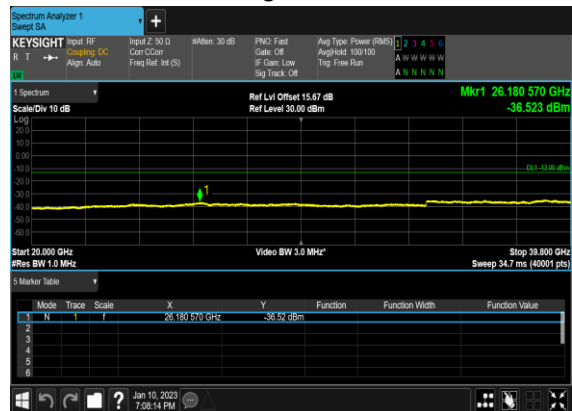 Spectrum Analyzer 1
Swept SA
+
KEYSIGHT Input: RF Input Z: 50 Ω #Atten: 30 dB PNO: Fast Avg Type: Power (RMS) 1 2 3 4 5 6
R T Coupling: DC Corr CCorr Gate: Off Avg|Hold: 100/100 A W W W W W
Align: Auto Freq Ref: Int (S) IF Gain: Low Trig: Free Run
Sig Track: Off A N N N N N
1 Spectrum Ref Lvl Offset 15.67 dB Mkr1 26.180 570 GHz
Scale/Div 10 dB Ref Level 30.00 dBm -36.523 dBm
Log
20.0
10.0
0.00
-10.0 DL1 -13.00 dBm
-20.0
-30.0 1
-40.0
-50.0
-60.0
Start 20.000 GHz Video BW 3.0 MHz* Stop 39.800 GHz
#Res BW 1.0 MHz Sweep 34.7 ms (40001 pts)
5 Marker Table
Mode Trace Scale X Y Function Function Width Function Value
1 N 1 f 26.180 570 GHz -36.52 dBm
2
3
4
5
6
? Jan 10, 2023
7:08:14 PM